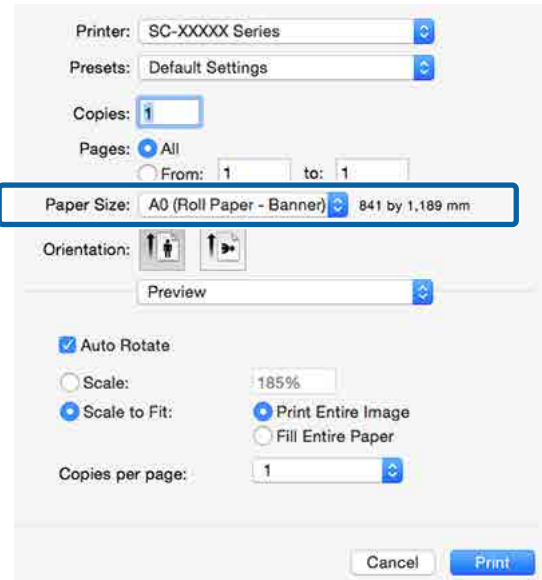 Printer: SC-XXXXX Series
Presets: Default Settings
Copies: 1
Pages: All
From: 1 to: 1
Paper Size: A0 (Roll Paper - Banner) 841 by 1,189 mm
Orientation:
Preview
Auto Rotate
Scale: 185%
Scale to Fit: Print Entire Image
Fill Entire Paper
Copies per page: 1
Cancel Print